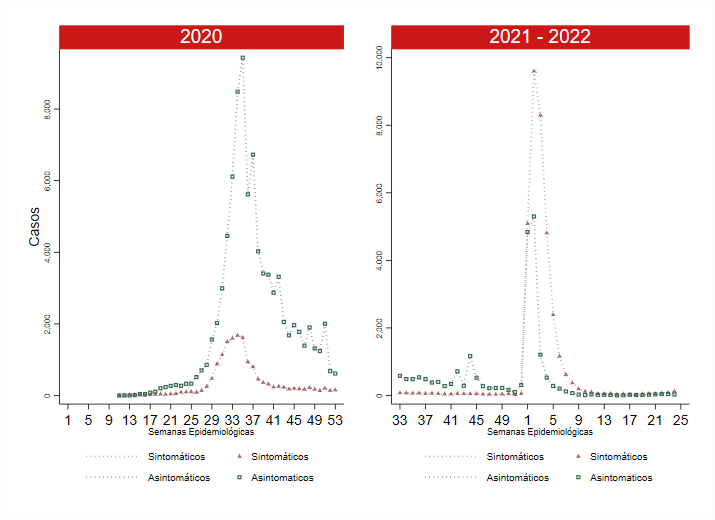 2020
Casos
8,000
6,000
4,000
2,000
0
1 5 9 13 17 21 25 29 33 37 41 45 49 53
Semanas Epidemiológicas
Sintomáticos Sintomáticos
Asintomáticos Asintomaticos
2021 - 2022
10,000
8,000
6,000
4,000
2,000
0
33 37 41 45 49 1 5 9 13 17 21 25
Semanas Epidemiológicas
Sintomáticos Sintomáticos
Asintomáticos Asintomaticos